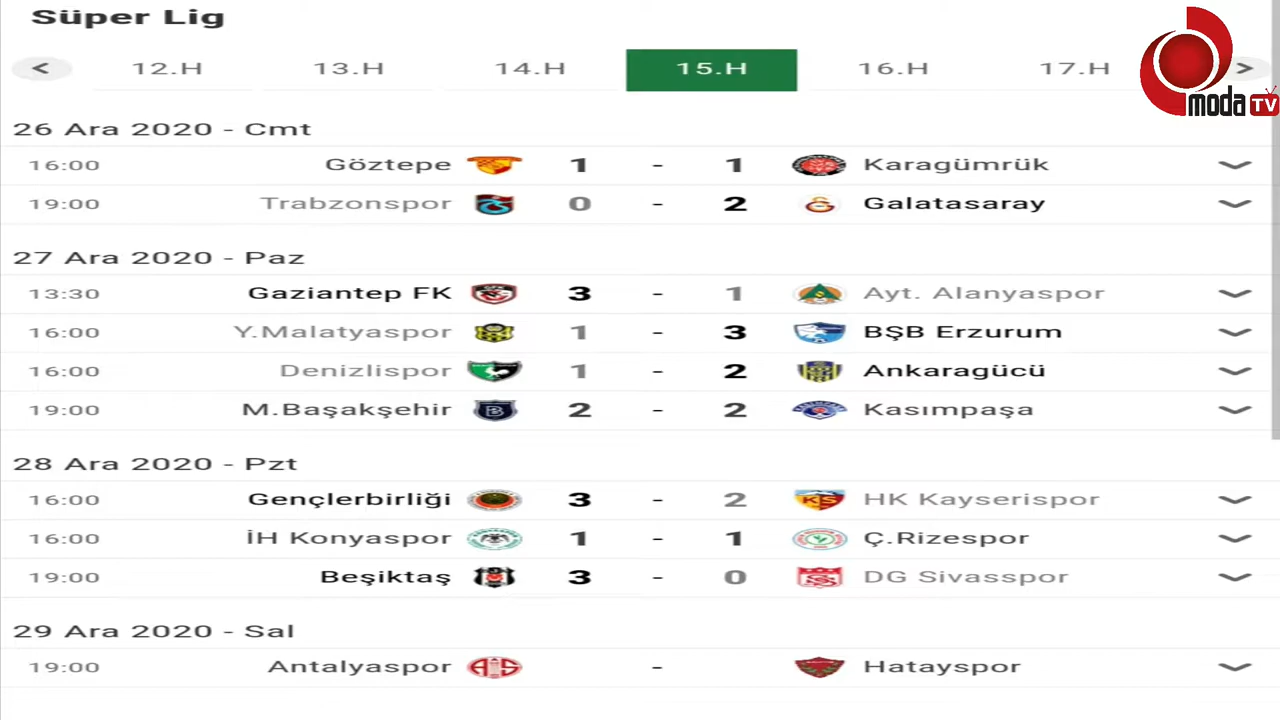 Süper Lig
< 12.H 13.H 14.H 15.H 16.H 17.H >
moda TV
26 Ara 2020 - Cmt
16:00 Göztepe 1 - 1 Karagümrük
19:00 Trabzonspor 0 - 2 Galatasaray
27 Ara 2020 - Paz
13:30 Gaziantep FK 3 - 1 Ayt. Alanyaspor
16:00 Y.Malatyaspor 1 - 3 BŞB Erzurum
16:00 Denizlispor 1 - 2 Ankaragücü
19:00 M.Başakşehir 2 - 2 Kasımpaşa
28 Ara 2020 - Pzt
16:00 Gençlerbirliği 3 - 2 HK Kayserispor
16:00 İH Konyaspor 1 - 1 Ç.Rizespor
19:00 Beşiktaş 3 - 0 DG Sivasspor
29 Ara 2020 - Sal
19:00 Antalyaspor - Hatayspor